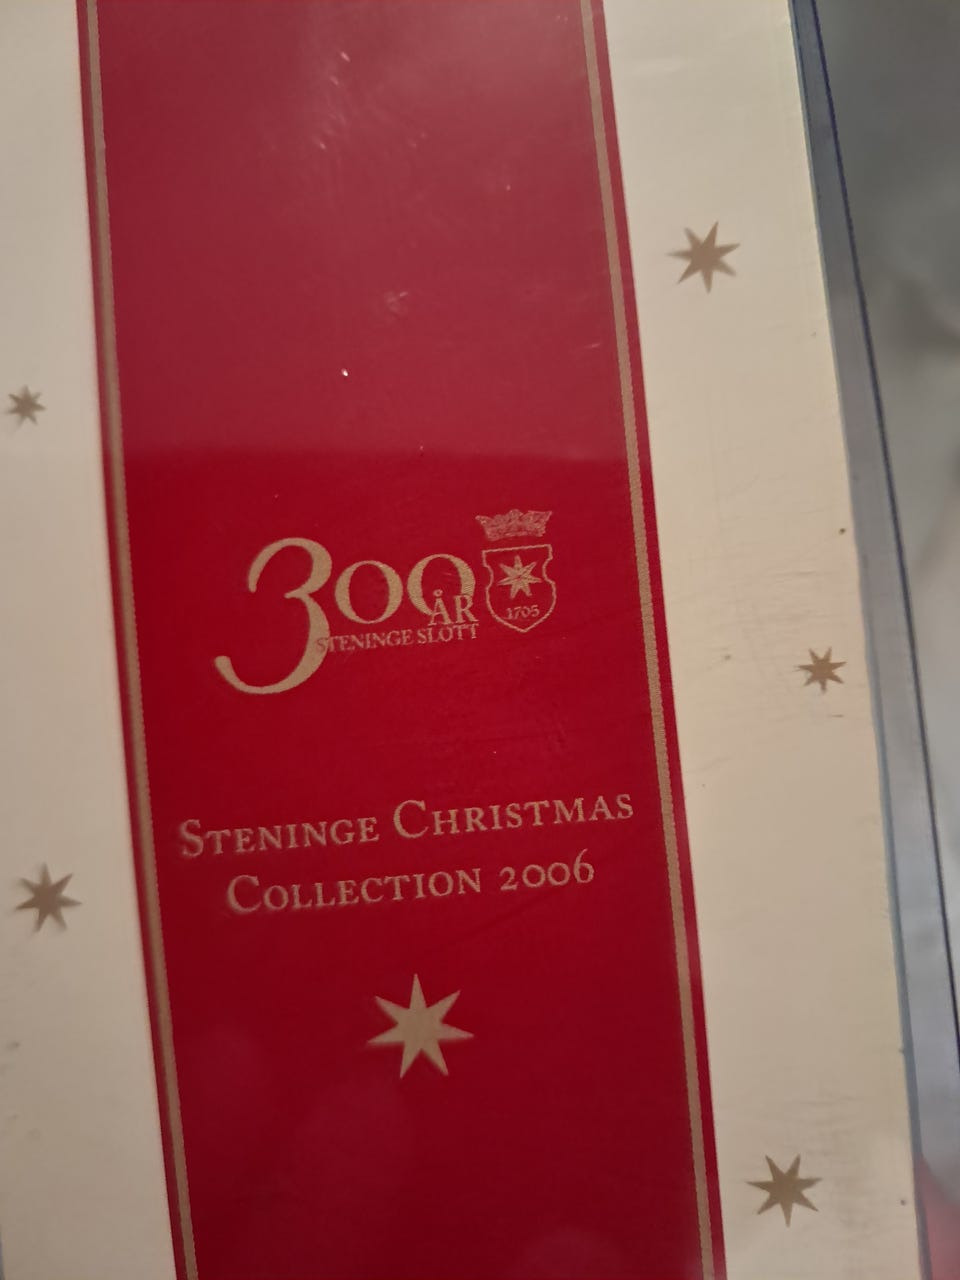 300
ÅR
STENINGE SLOTT
1705
STENINGE CHRISTMAS
COLLECTION 2006